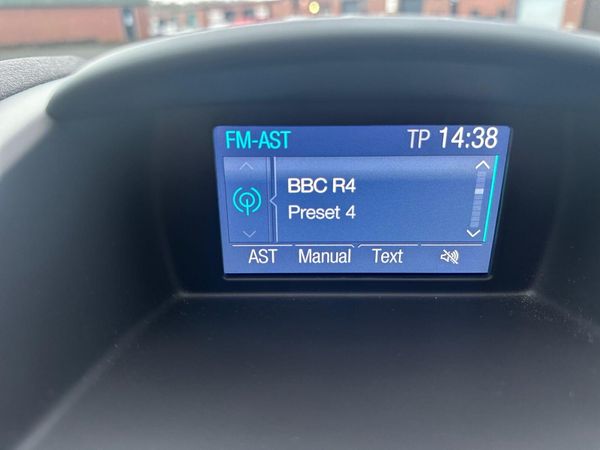 FM-AST TP 14:38
BBC R4
Preset 4
AST Manual Text